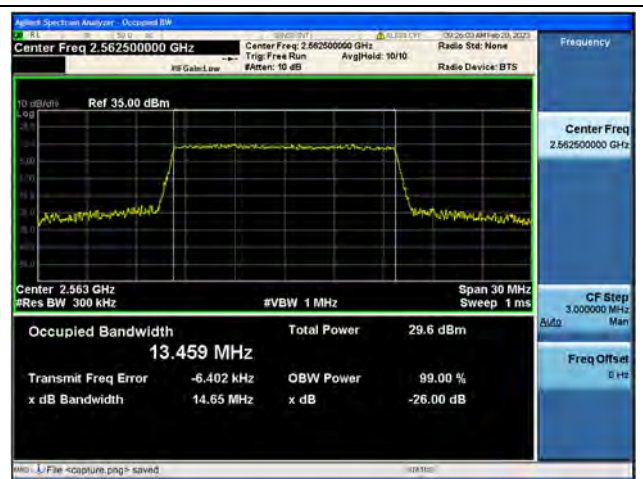 Agilent Spectrum Analyzer - Occupied BW
RL
Center Freq 2.562500000 GHz
#IFGain:Low
Center Freq: 2.562500000 GHz
Trig: Free Run Avg|Hold: 10/10
#Atten: 10 dB
Radio Std: None
Radio Device: BTS
10 dB/div Ref 35.00 dBm
Log
Center 2.563 GHz Span 30 MHz
#Res BW 300 kHz #VBW 1 MHz Sweep 1 ms
Occupied Bandwidth Total Power 29.6 dBm
13.459 MHz
Transmit Freq Error -6.402 kHz OBW Power 99.00 %
x dB Bandwidth 14.65 MHz x dB -26.00 dB
File <capture.png> saved
STATUS
Frequency
Center Freq
2.562500000 GHz
CF Step
3.000000 MHz
Auto Man
Freq Offset
0 Hz